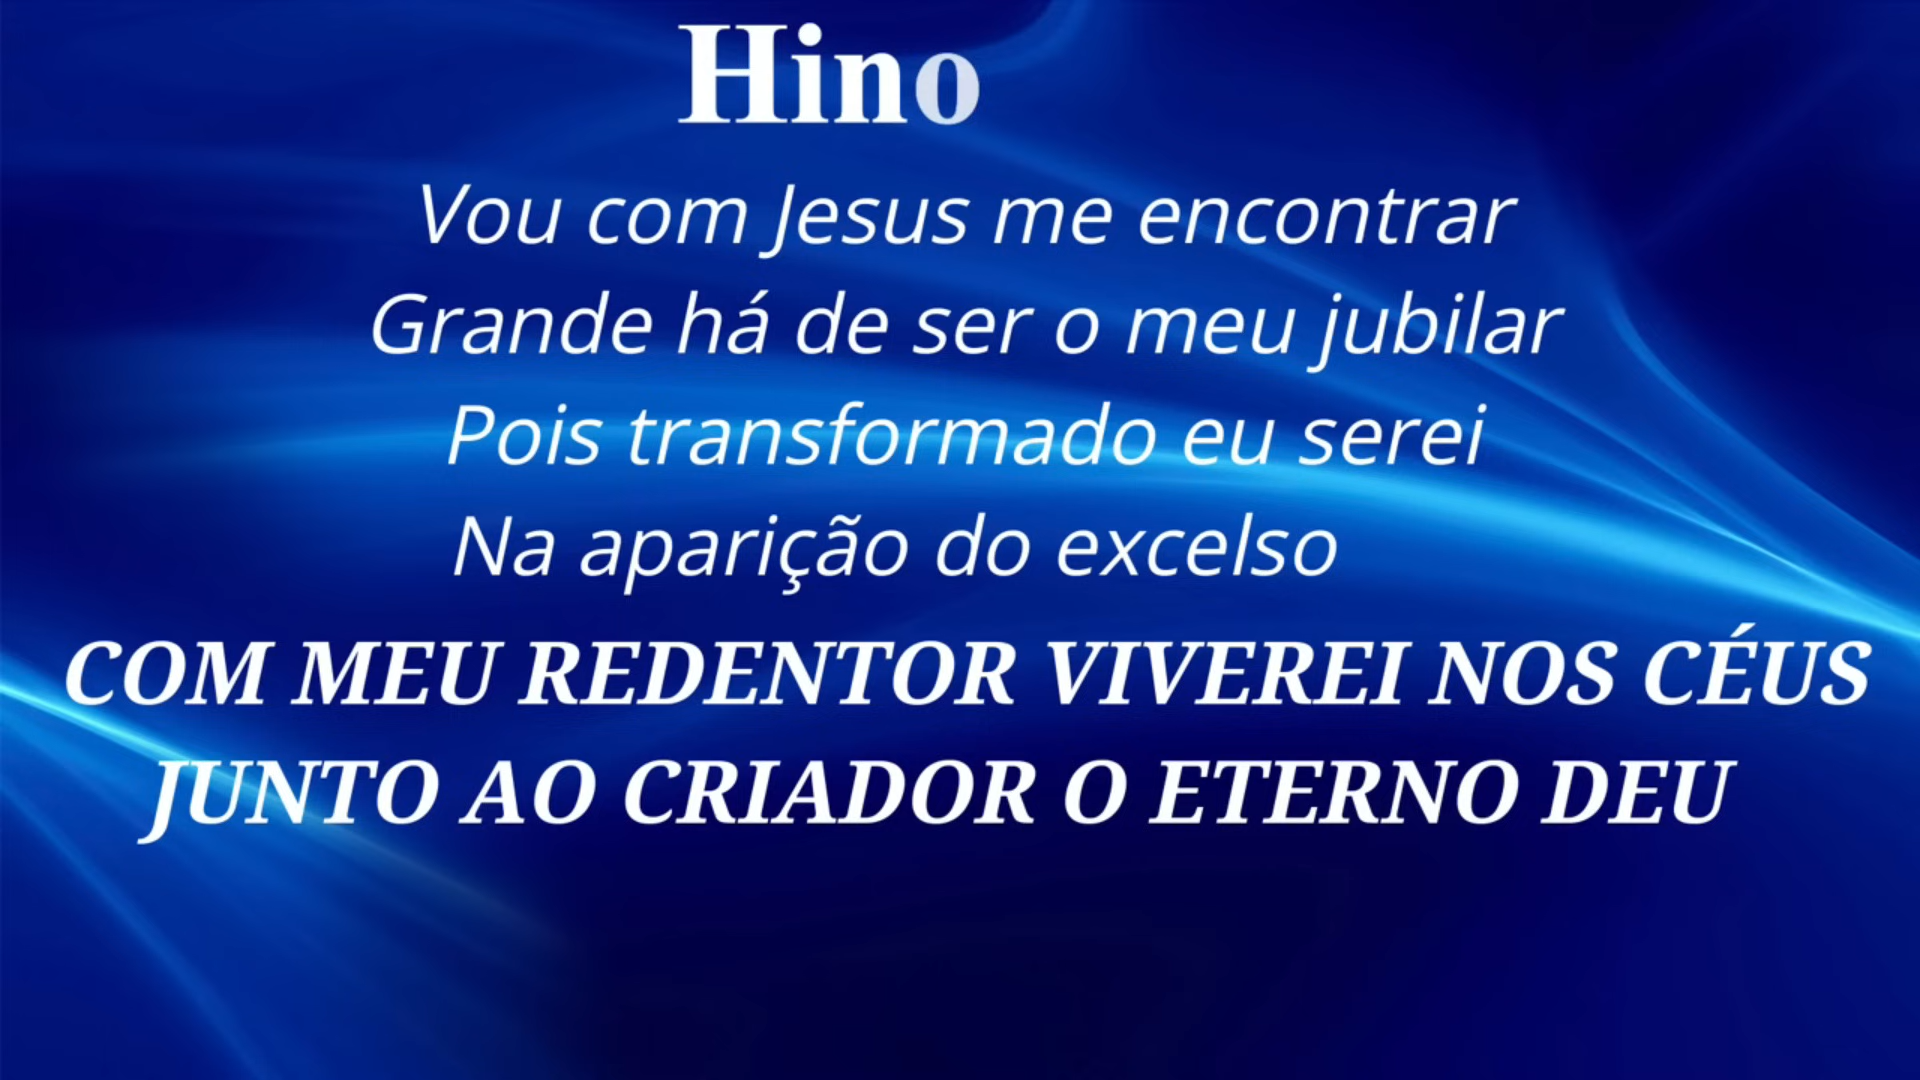 Hino
Vou com Jesus me encontrar
Grande há de ser o meu jubilar
Pois transformado eu serei
Na aparição do excelso
COM MEU REDENTOR VIVEREI NOS CÉUS
JUNTO AO CRIADOR O ETERNO DEU